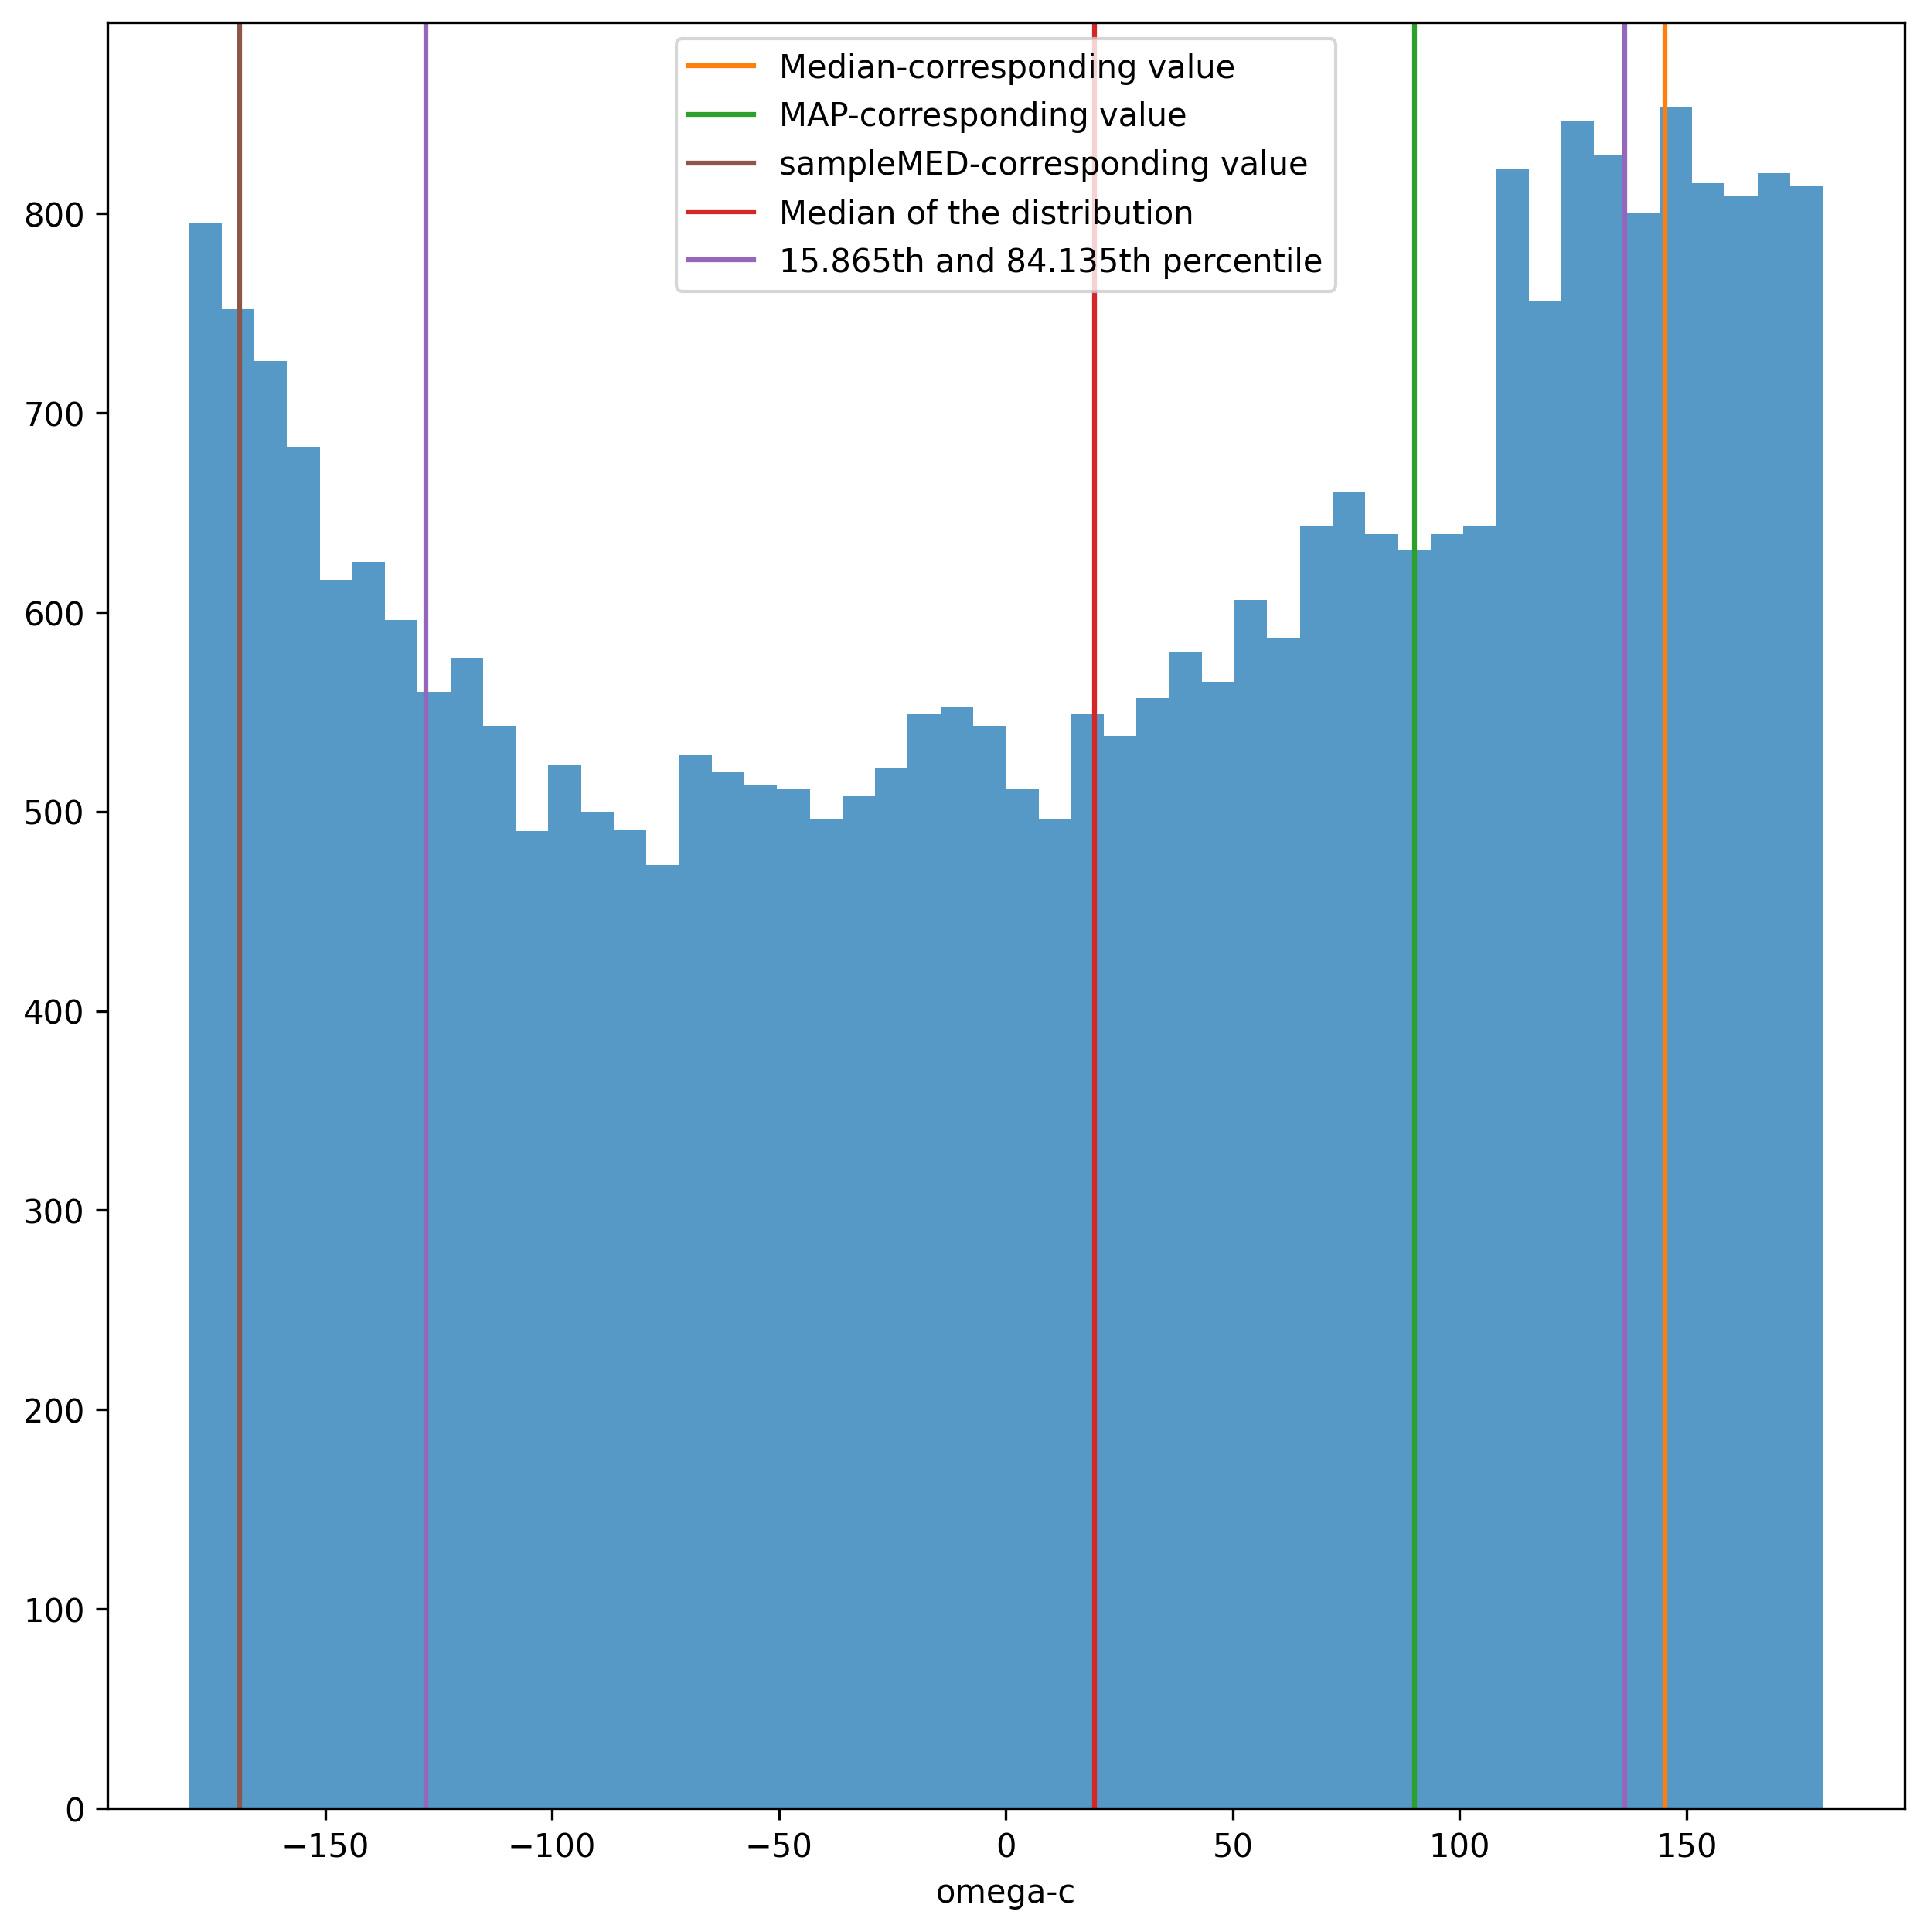 Median-corresponding value
MAP-corresponding value
sampleMED-corresponding value
Median of the distribution
15.865th and 84.135th percentile
800
700
600
500
400
300
200
100
0
−150 −100 −50 0 50 100 150
omega-c